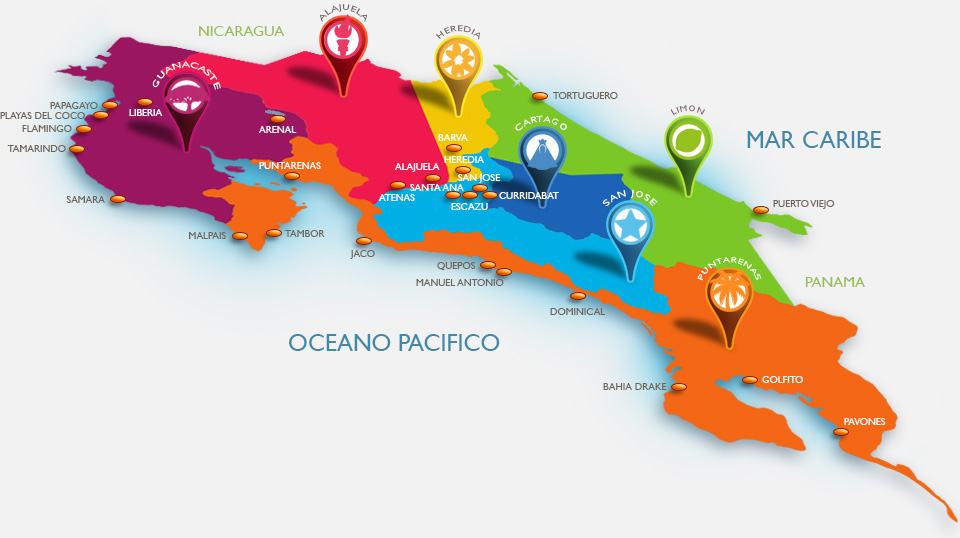 ALAJUELA
NICARAGUA
HEREDIA
GUANACASTE
PAPAGAYO
LIBERIA
PLAYAS DEL COCO
FLAMINGO
TAMARINDO
ARENAL
TORTUGUERO
LIMON
CARTAGO
MAR CARIBE
BARVA
HEREDIA
PUNTARENAS
ALAJUELA
SAN JOSE
SANTA ANA
ATENAS
ESCAZU
CURRIDABAT
SAN JOSE
SAMARA
PUERTO VIEJO
MALPAIS
TAMBOR
JACO
QUEPOS
MANUEL ANTONIO
PUNTARENAS
PANAMA
DOMINICAL
OCEANO PACIFICO
BAHIA DRAKE
GOLFITO
PAVONES